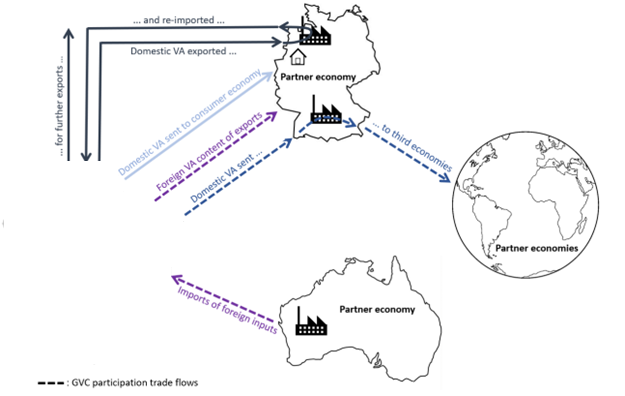 ... and re-imported ...
Domestic VA exported ...
... for further exports ...
Partner economy
Domestic VA sent to consumer economy
Foreign VA content of exports
Domestic VA sent ...
... to third economies
Partner economies
Imports of foreign inputs
Partner economy
: GVC participation trade flows